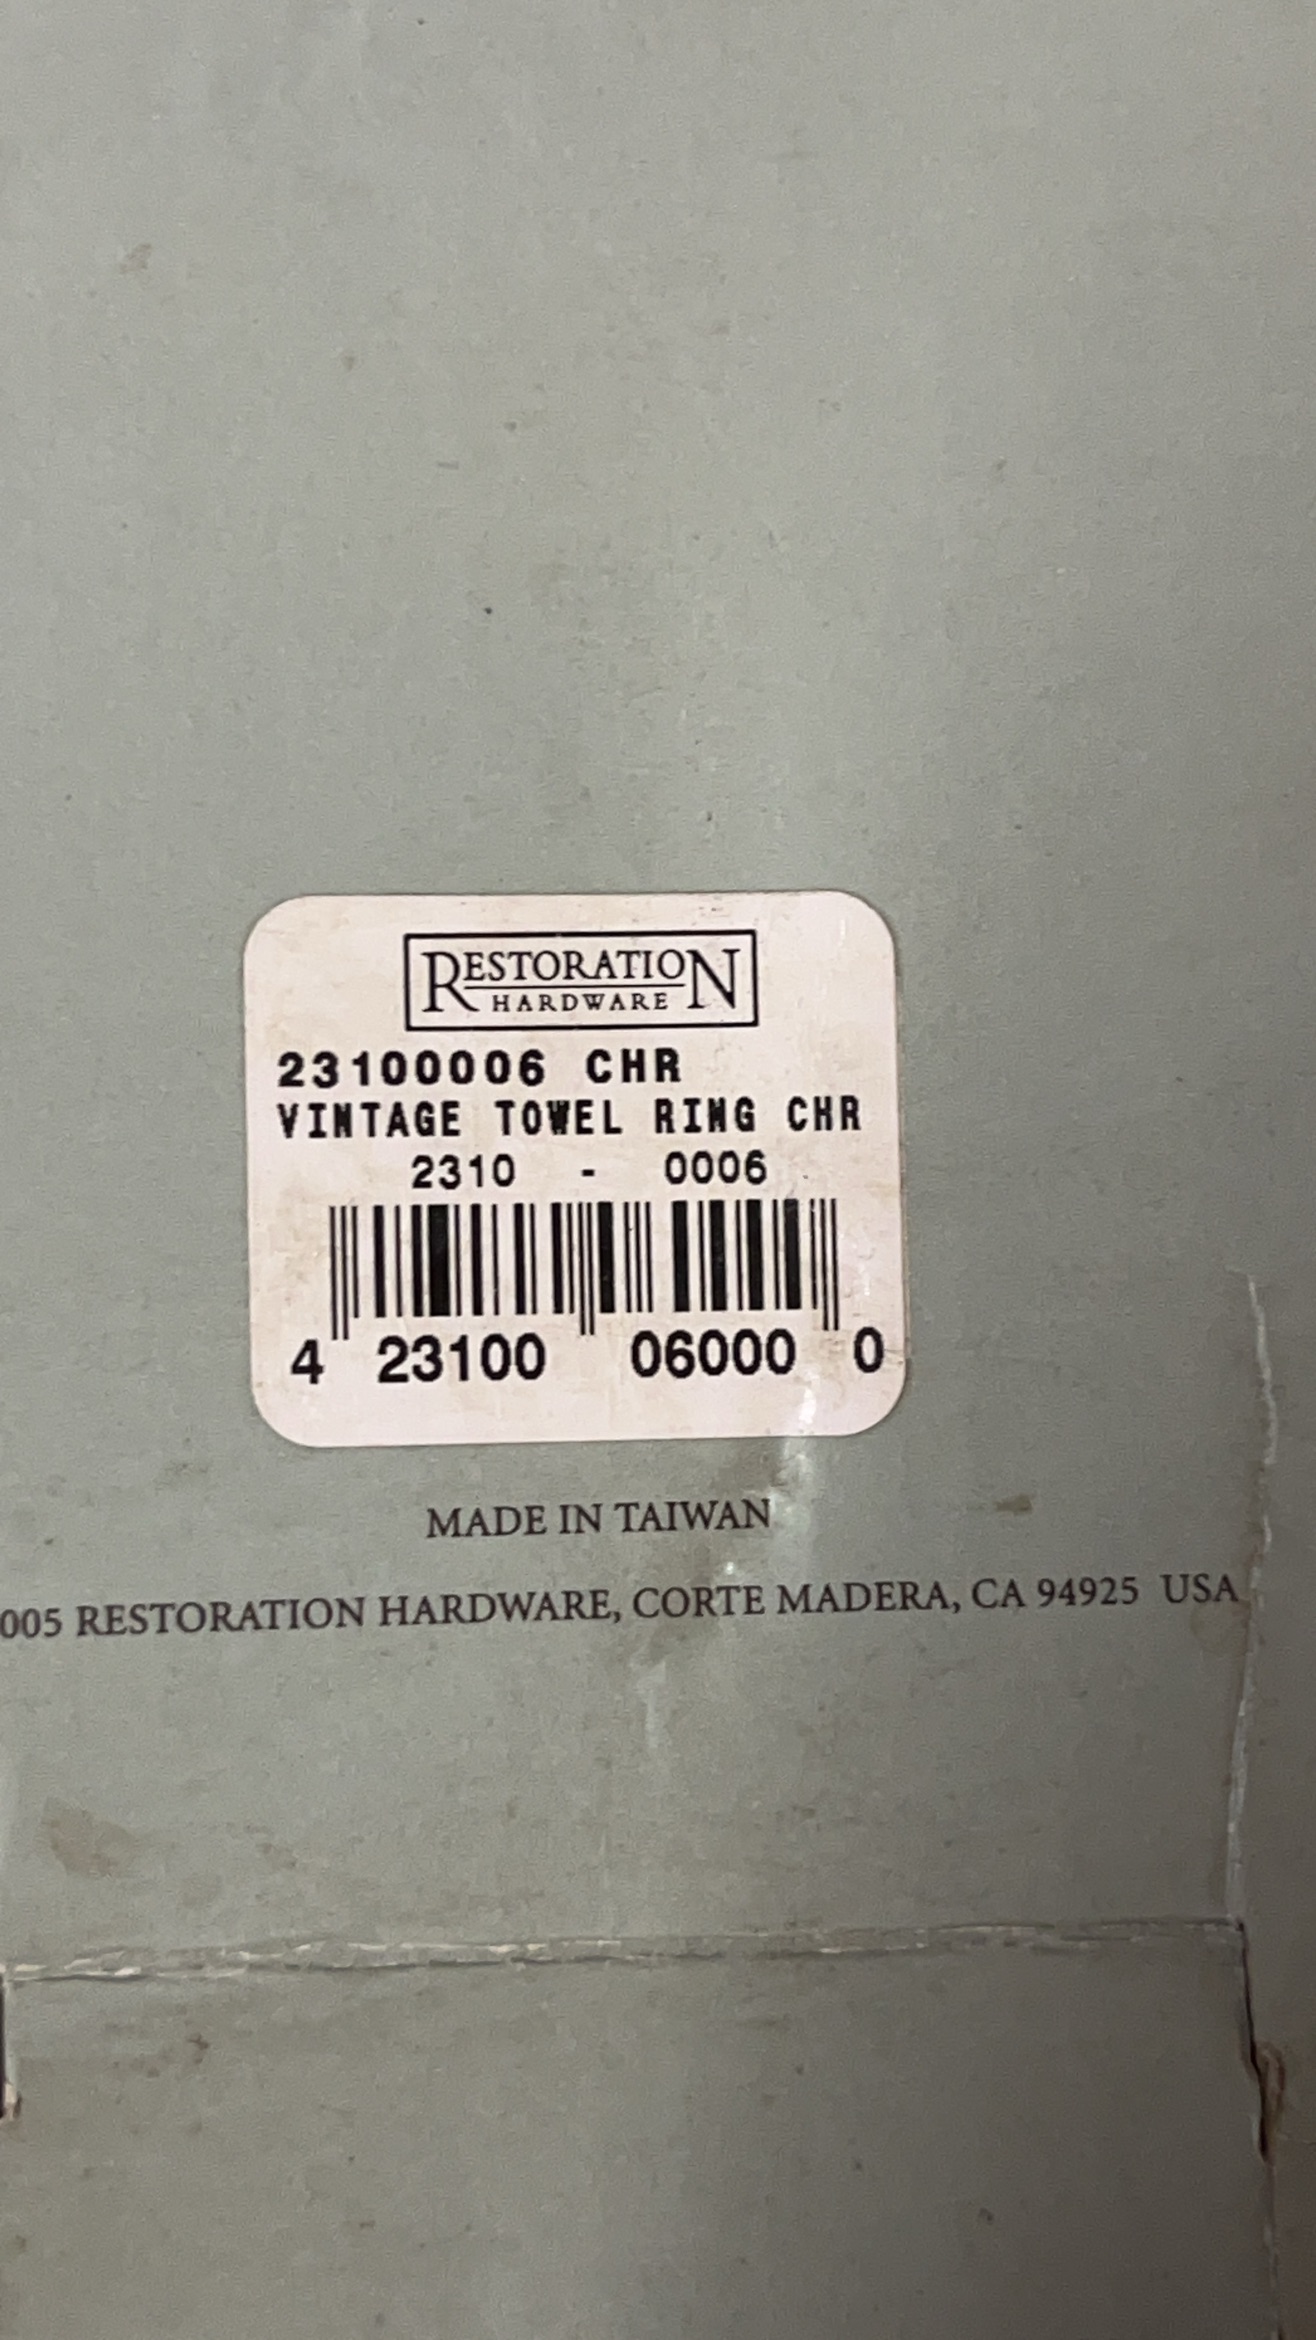 RESTORATION
HARDWARE
23100006 CHR
VINTAGE TOWEL RING CHR
2310 - 0006
4 23100 06000 0
MADE IN TAIWAN
005 RESTORATION HARDWARE, CORTE MADERA, CA 94925 USA